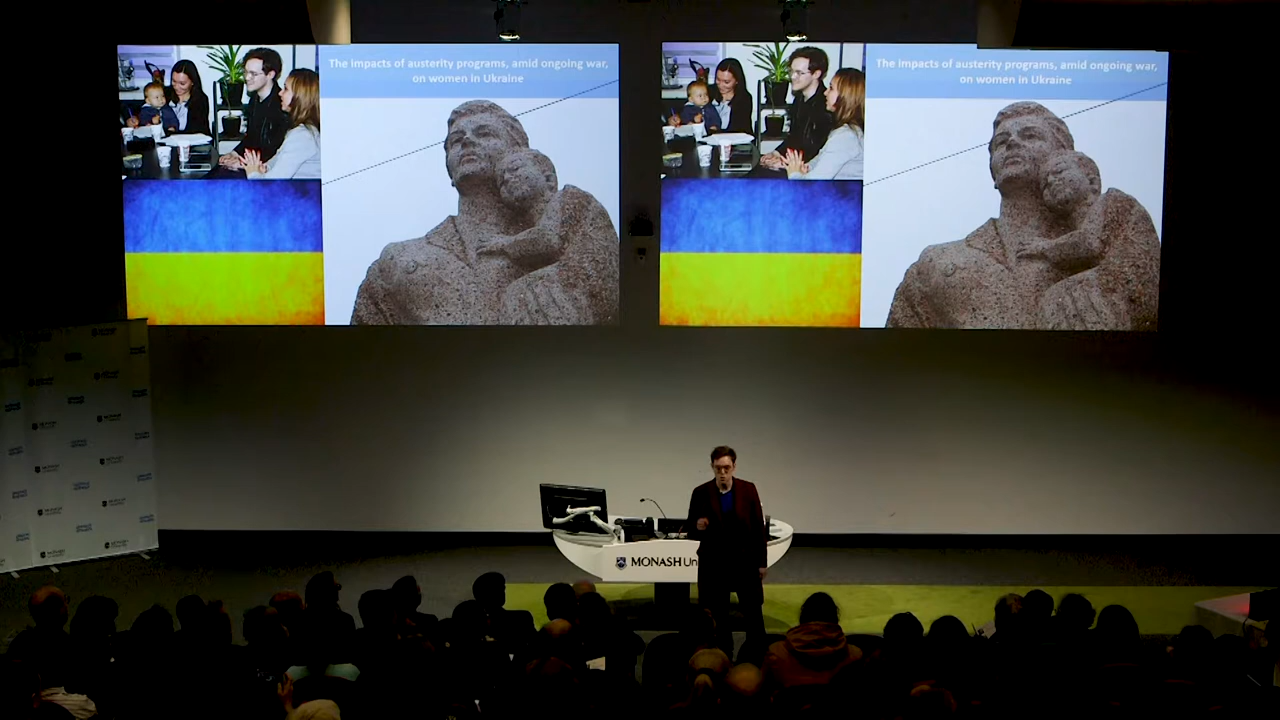 The impacts of austerity programs, amid ongoing war,
on women in Ukraine
The impacts of austerity programs, amid ongoing war,
on women in Ukraine
MONASH Un